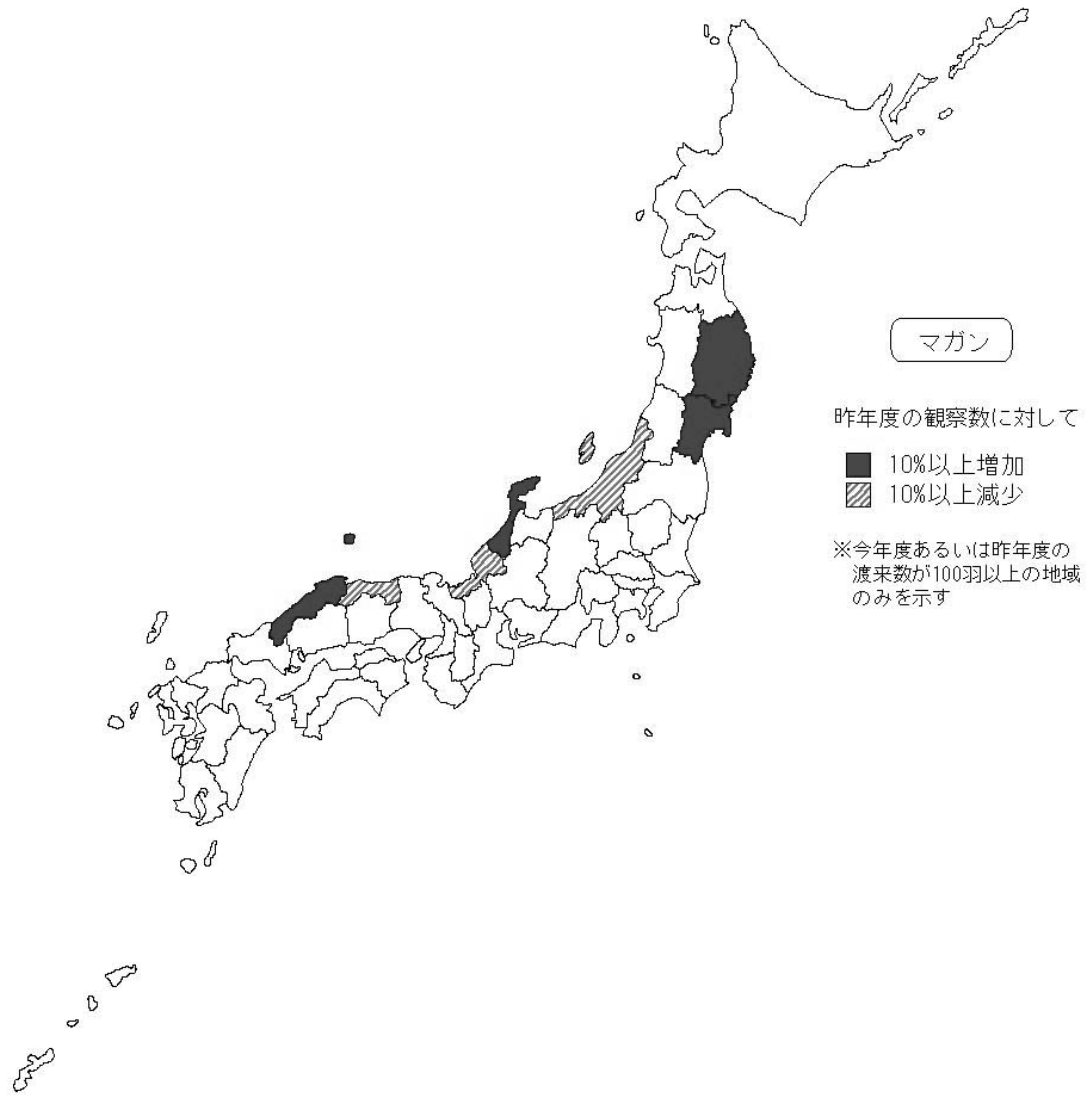 マガン
昨年度の観察数に対して
10%以上増加
10%以上減少
※今年度あるいは昨年度の
渡来数が100羽以上の地域
のみを示す